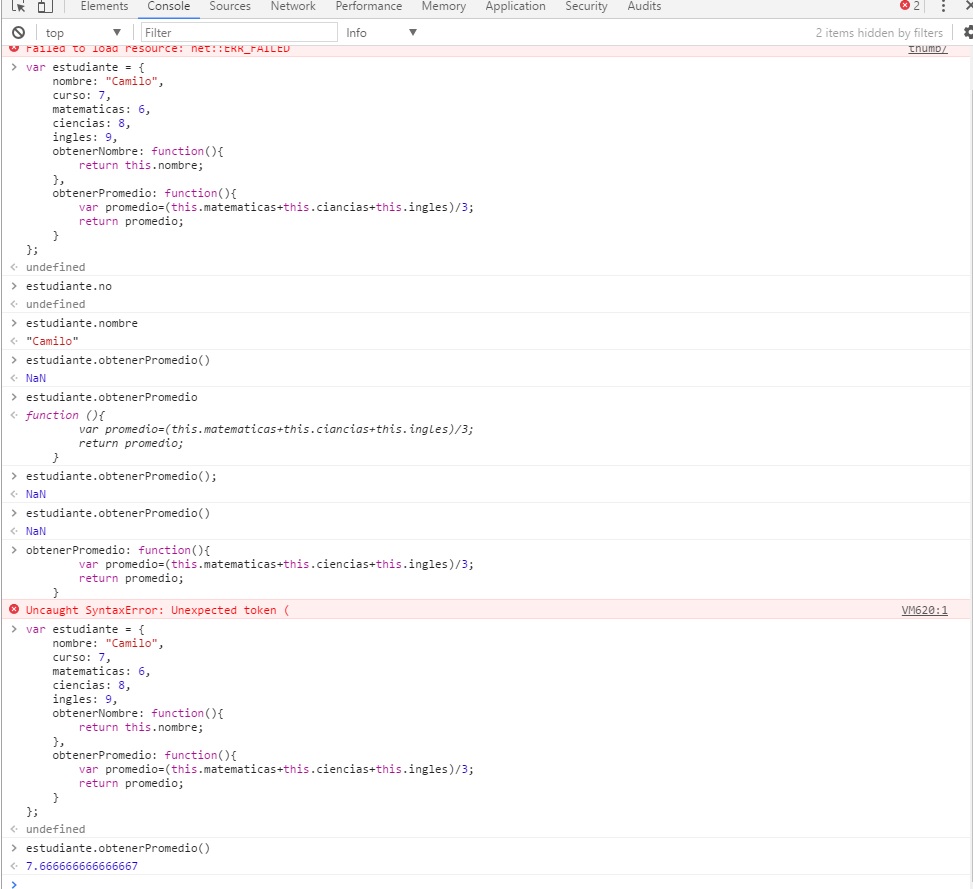 Elements Console Sources Network Performance Memory Application Security Audits 2
top Filter Info 2 items hidden by filters
Failed to load resource: net::ERR_FAILED thumb/
> var estudiante = {
nombre: "Camilo",
curso: 7,
matematicas: 6,
ciencias: 8,
ingles: 9,
obtenerNombre: function(){
return this.nombre;
},
obtenerPromedio: function(){
var promedio=(this.matematicas+this.ciancias+this.ingles)/3;
return promedio;
}
};
undefined
> estudiante.no
undefined
> estudiante.nombre
"Camilo"
> estudiante.obtenerPromedio()
NaN
> estudiante.obtenerPromedio
function (){
var promedio=(this.matematicas+this.ciancias+this.ingles)/3;
return promedio;
}
> estudiante.obtenerPromedio();
NaN
> estudiante.obtenerPromedio()
NaN
> obtenerPromedio: function(){
var promedio=(this.matematicas+this.ciencias+this.ingles)/3;
return promedio;
}
Uncaught SyntaxError: Unexpected token ( VM620:1
> var estudiante = {
nombre: "Camilo",
curso: 7,
matematicas: 6,
ciencias: 8,
ingles: 9,
obtenerNombre: function(){
return this.nombre;
},
obtenerPromedio: function(){
var promedio=(this.matematicas+this.ciencias+this.ingles)/3;
return promedio;
}
};
undefined
> estudiante.obtenerPromedio()
7.666666666666667
>